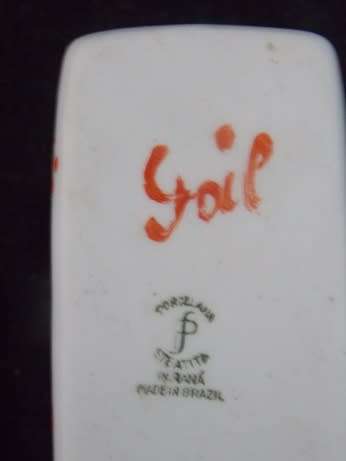 Gail
PORCELANA
P
STEATITA
PARANÁ
MADE IN BRAZIL